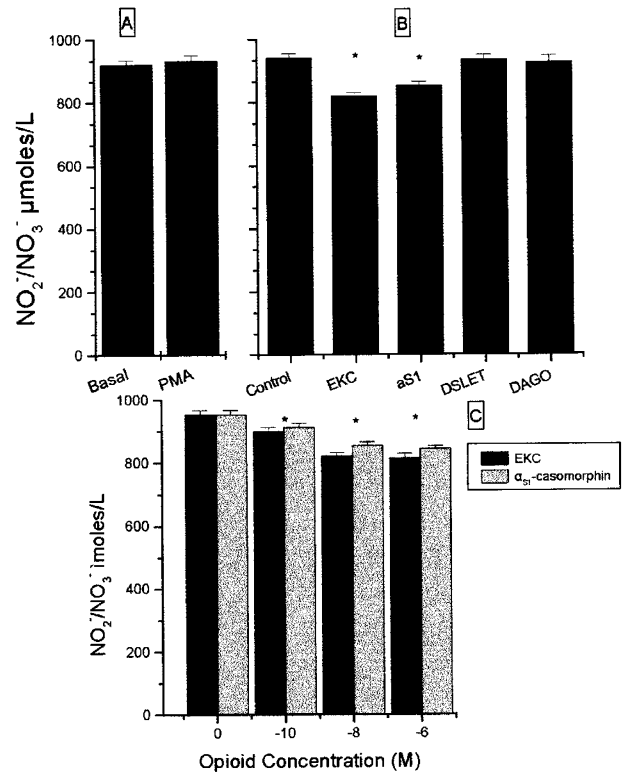 A
B
1000
800
600
400
200
0
NO₂⁻/NO₃⁻ μmoles/L
Basal
PMA
Control
EKC
aS1
DSLET
DAGO
*
*
C
1000
800
600
400
200
0
NO₂⁻/NO₃⁻ imoles/L
*
*
*
EKC
α_S1-casomorphin
0
-10
-8
-6
Opioid Concentration (M)